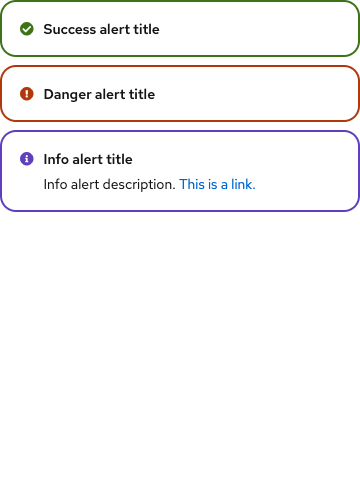 Success alert title
Danger alert title
Info alert title
Info alert description. This is a link.